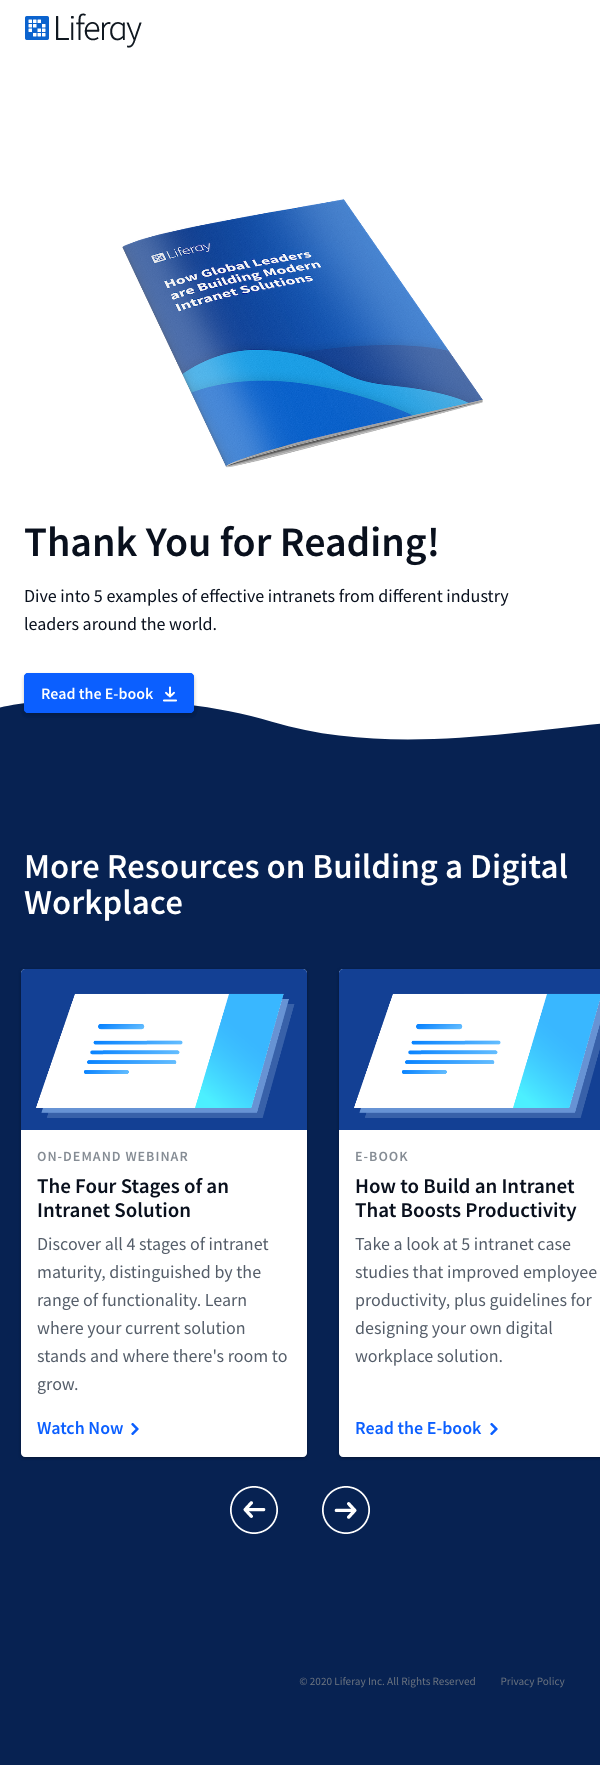 Liferay
Liferay
How Global Leaders
are Building Modern
Intranet Solutions
Thank You for Reading!
Dive into 5 examples of effective intranets from different industry
leaders around the world.
Read the E-book
More Resources on Building a Digital
Workplace
ON-DEMAND WEBINAR
The Four Stages of an
Intranet Solution
Discover all 4 stages of intranet
maturity, distinguished by the
range of functionality. Learn
where your current solution
stands and where there's room to
grow.
Watch Now
E-BOOK
How to Build an Intranet
That Boosts Productivity
Take a look at 5 intranet case
studies that improved employee
productivity, plus guidelines for
designing your own digital
workplace solution.
Read the E-book
© 2020 Liferay Inc. All Rights Reserved
Privacy Policy